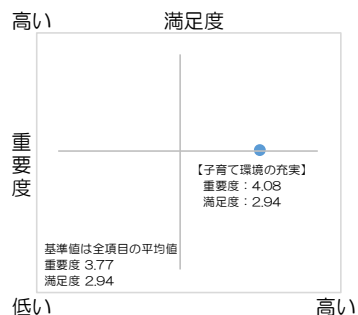 高い
満足度
重要度
【子育て環境の充実】
重要度：4.08
満足度：2.94
基準値は全項目の平均値
重要度 3.77
満足度 2.94
低い
高い